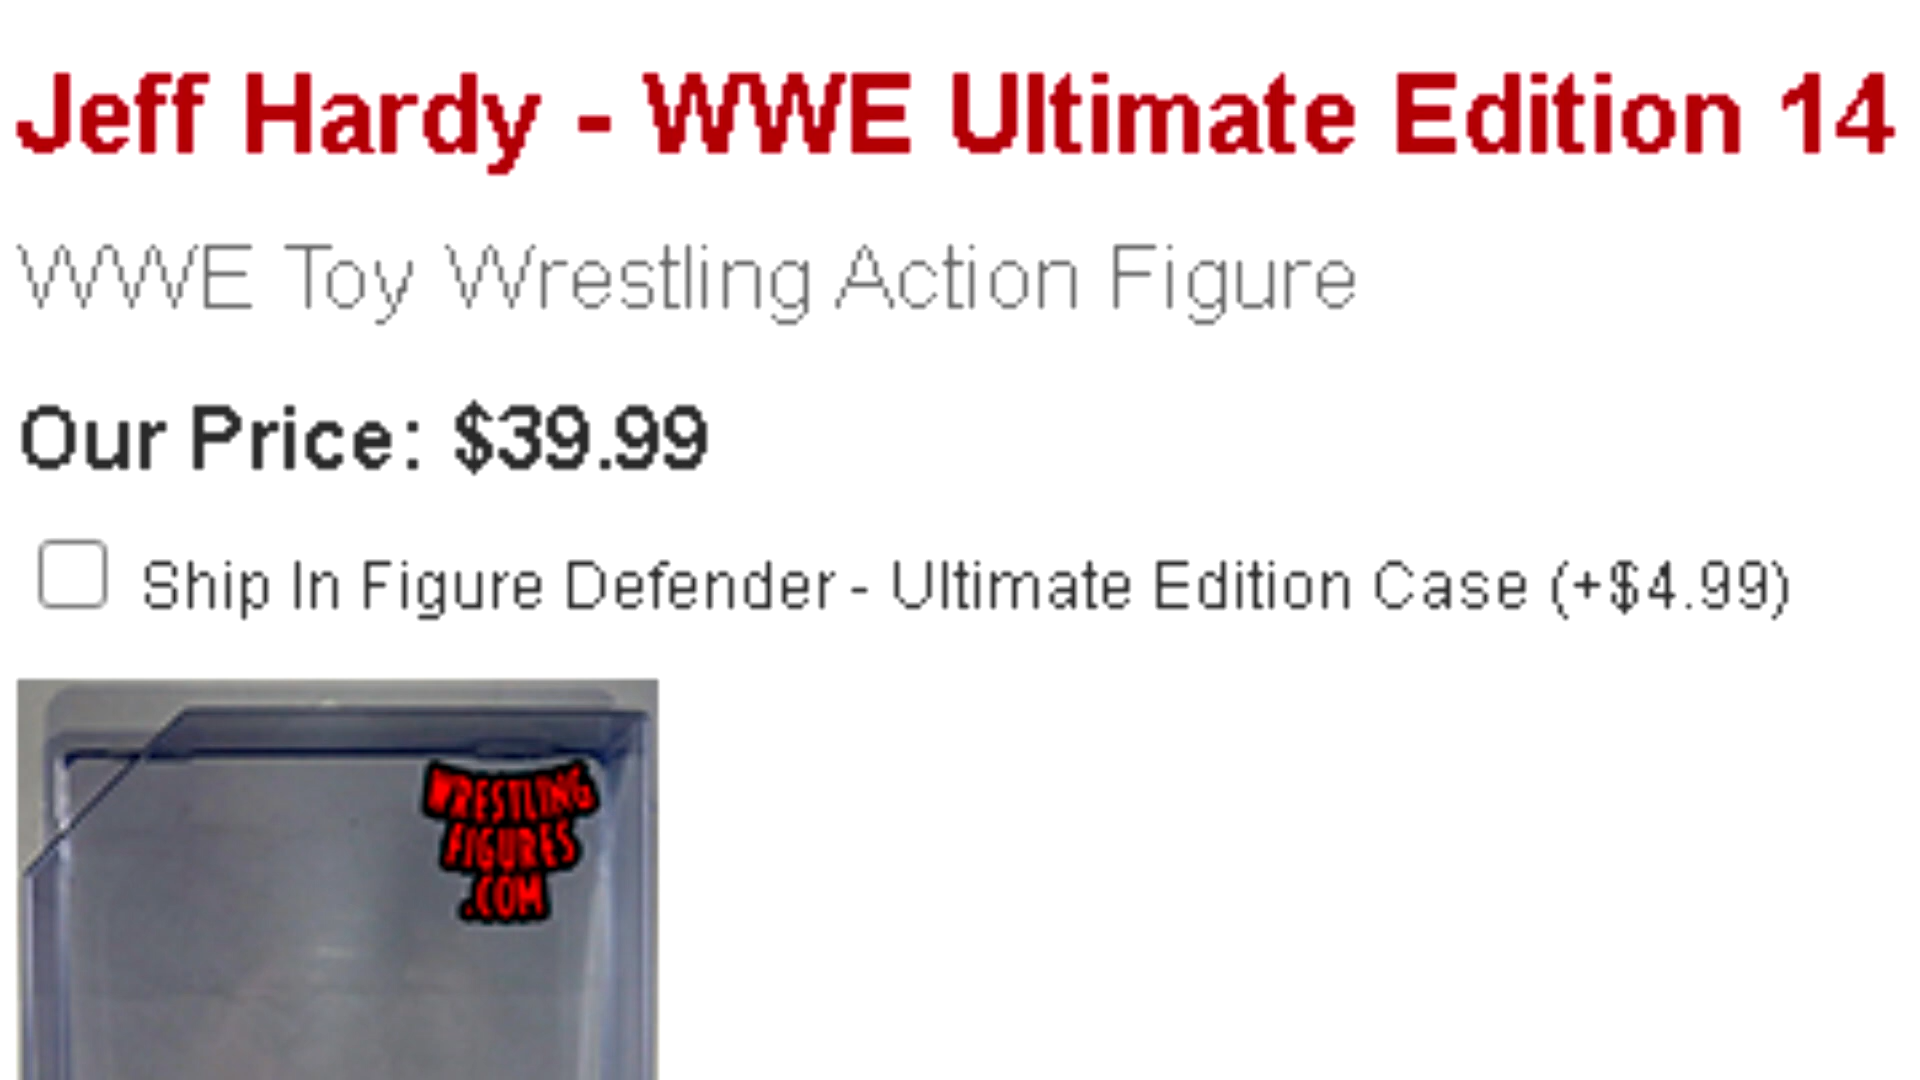 Jeff Hardy - WWE Ultimate Edition 14
WWE Toy Wrestling Action Figure
Our Price: $39.99
Ship In Figure Defender - Ultimate Edition Case (+$4.99)
WRESTLING
FIGURES
.COM